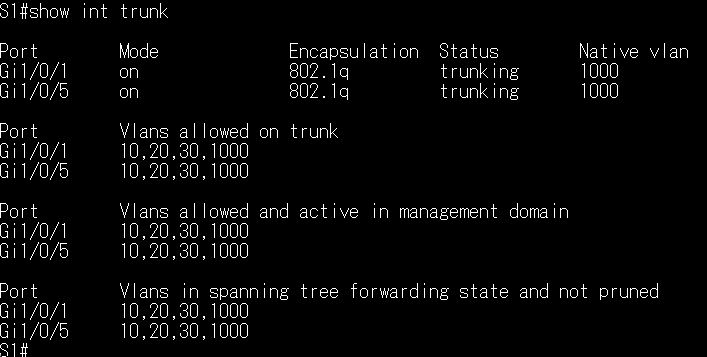 S1#show int trunk
Port Mode Encapsulation Status Native vlan
Gi1/0/1 on 802.1q trunking 1000
Gi1/0/5 on 802.1q trunking 1000
Port Vlans allowed on trunk
Gi1/0/1 10,20,30,1000
Gi1/0/5 10,20,30,1000
Port Vlans allowed and active in management domain
Gi1/0/1 10,20,30,1000
Gi1/0/5 10,20,30,1000
Port Vlans in spanning tree forwarding state and not pruned
Gi1/0/1 10,20,30,1000
Gi1/0/5 10,20,30,1000
S1#